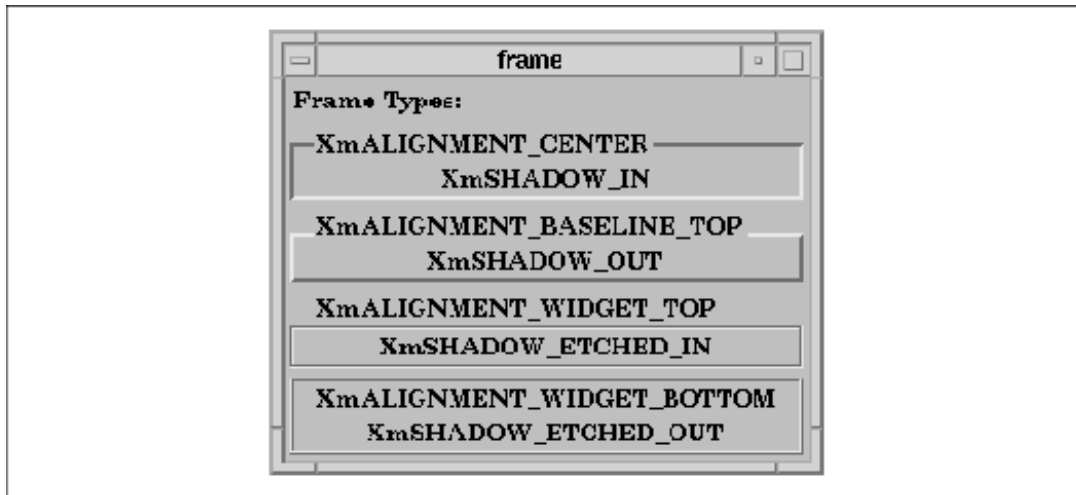 frame
Frame Types:
XmALIGNMENT_CENTER
XmSHADOW_IN
XmALIGNMENT_BASELINE_TOP
XmSHADOW_OUT
XmALIGNMENT_WIDGET_TOP
XmSHADOW_ETCHED_IN
XmALIGNMENT_WIDGET_BOTTOM
XmSHADOW_ETCHED_OUT